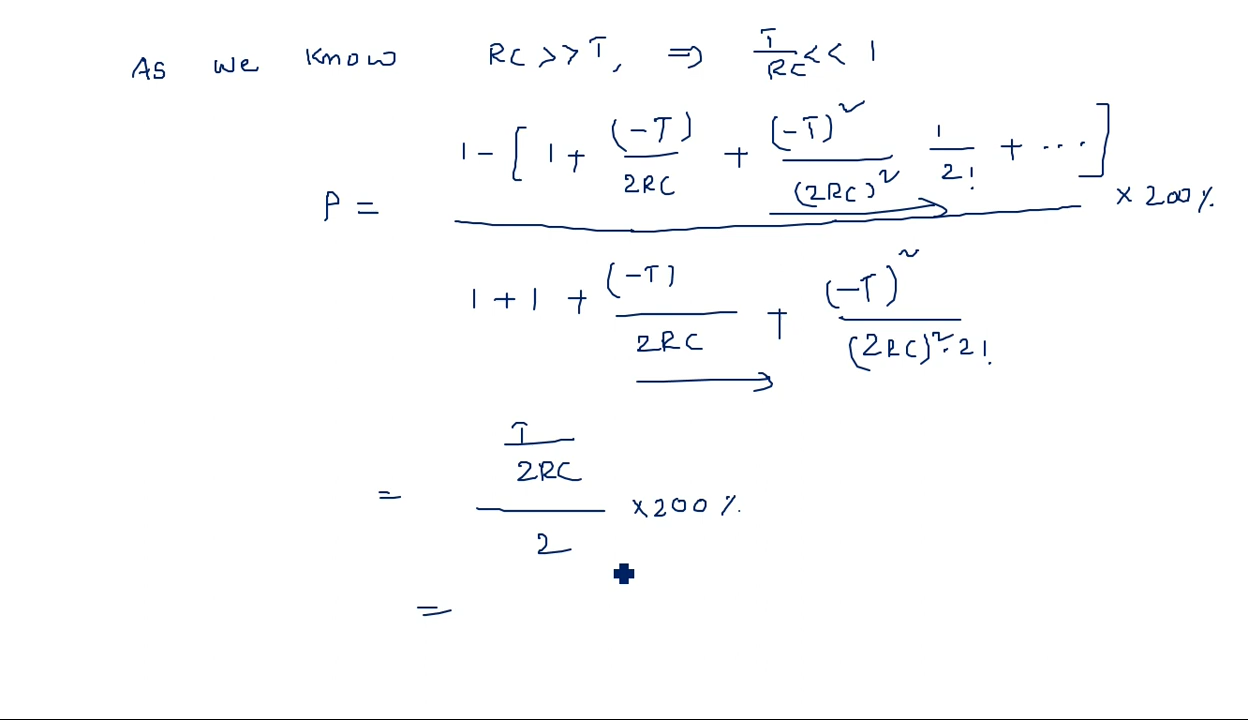 As we know RC >> T, ⇒ T/RC << 1
P = (1 - [1 + (-T)/2RC + (-T)²/(2RC)² 1/2! + ...]) / (1 + 1 + (-T)/2RC + (-T)²/(2RC)².2!) × 200%
= (T/2RC)/2 × 200%
=